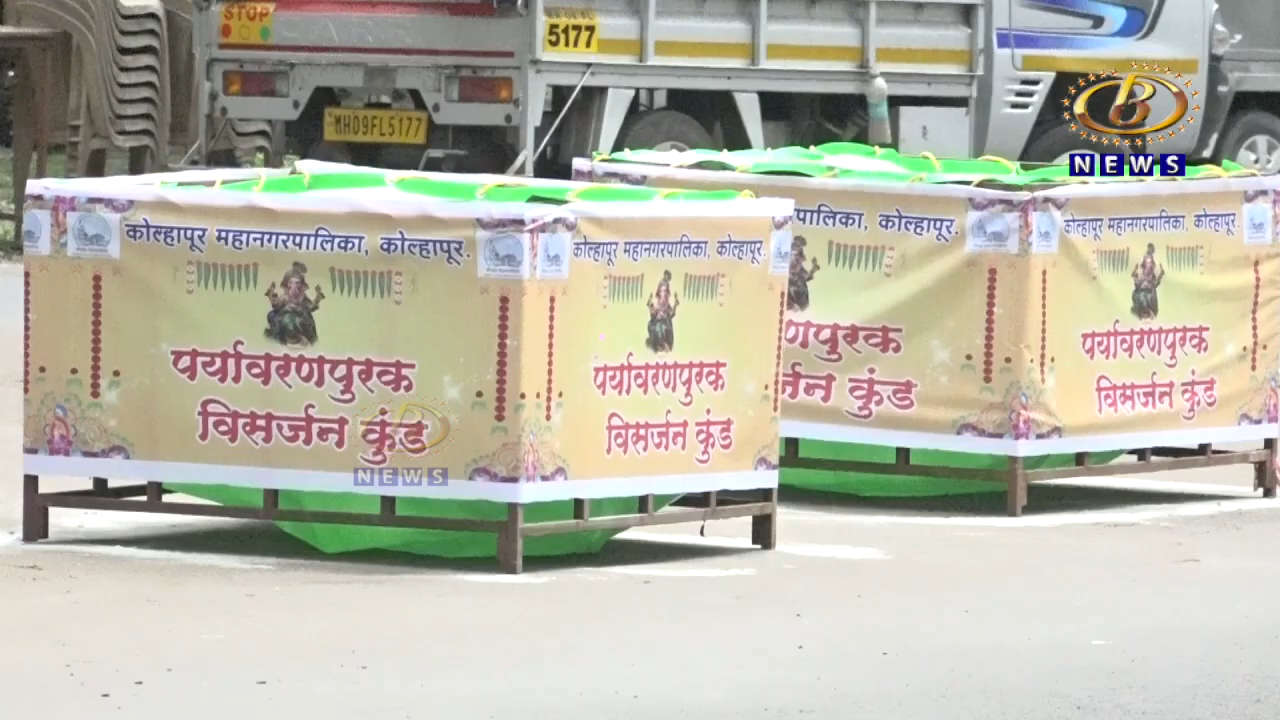 STOP
5177
MH09FL5177
B
NEWS
कोल्हापूर महानगरपालिका, कोल्हापूर.
पर्यावरणपुरक
विसर्जन कुंड
कोल्हापूर महानगरपालिका, कोल्हापूर.
पर्यावरणपुरक
विसर्जन कुंड
पालिका, कोल्हापूर.
णपुरक
र्जन कुंड
कोल्हापूर महानगरपालिका, कोल्हापूर.
पर्यावरणपुरक
विसर्जन कुंड
B
NEWS